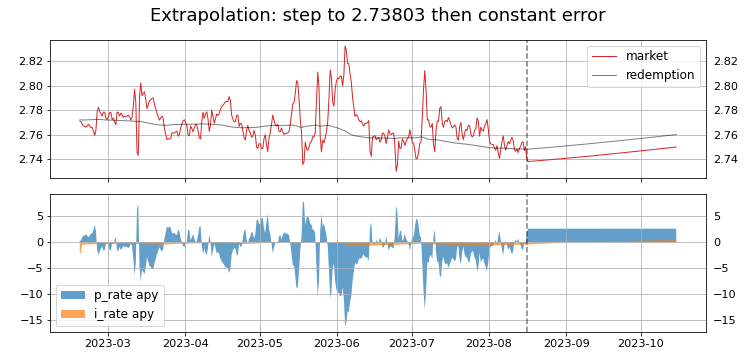 Extrapolation: step to 2.73803 then constant error
2.82 2.82
2.80 2.80
2.78 2.78
2.76 2.76
2.74 2.74
market
redemption
5 5
0 0
−5 −5
−10 −10
−15 −15
p_rate apy
i_rate apy
2023-03 2023-04 2023-05 2023-06 2023-07 2023-08 2023-09 2023-10